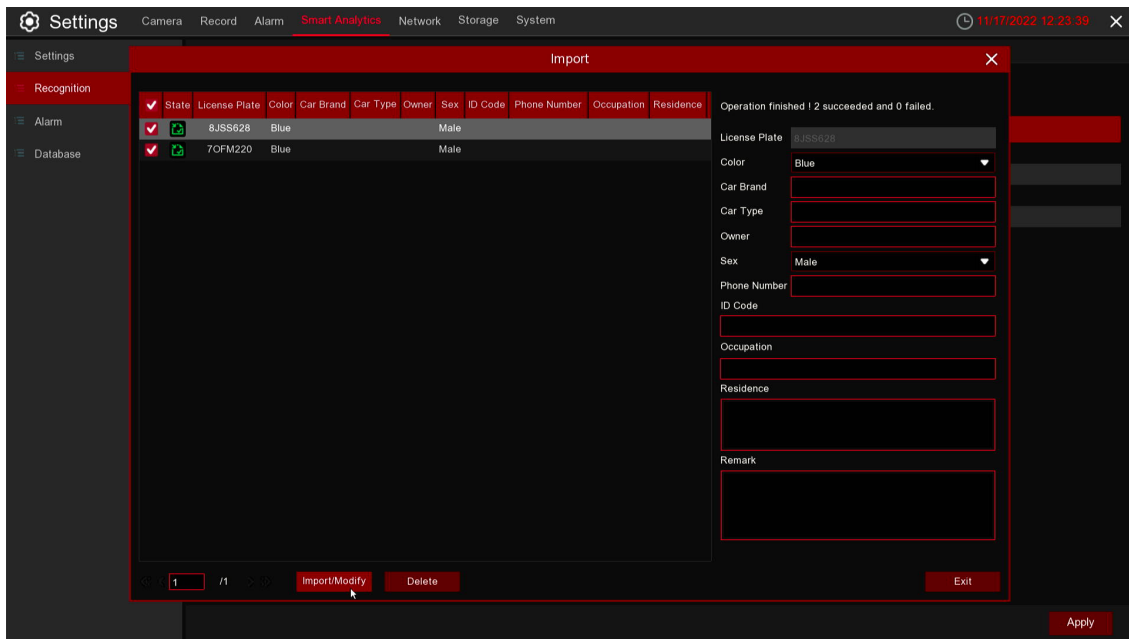 Settings Camera Record Alarm Smart Analytics Network Storage System 11/17/2022 12:23:39
Settings
Recognition
Alarm
Database
Import
State License Plate Color Car Brand Car Type Owner Sex ID Code Phone Number Occupation Residence
8JSS628 Blue Male
7OFM220 Blue Male
Operation finished ! 2 succeeded and 0 failed.
License Plate 8JSS628
Color Blue
Car Brand
Car Type
Owner
Sex Male
Phone Number
ID Code
Occupation
Residence
Remark
1 /1 Import/Modify Delete Exit
Apply